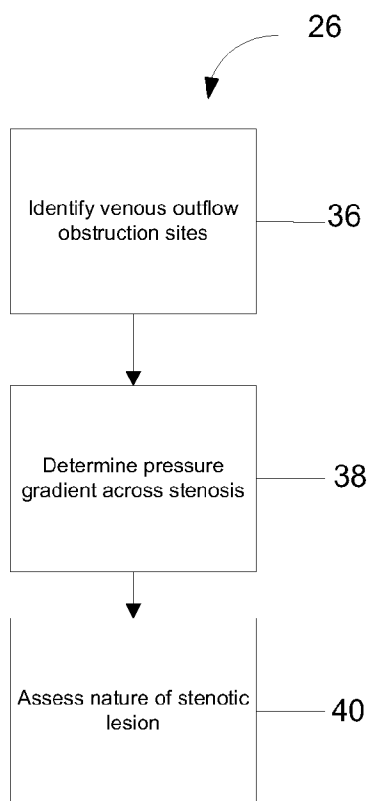 26
Identify venous outflow
obstruction sites
36
Determine pressure
gradient across stenosis
38
Assess nature of stenotic
lesion
40